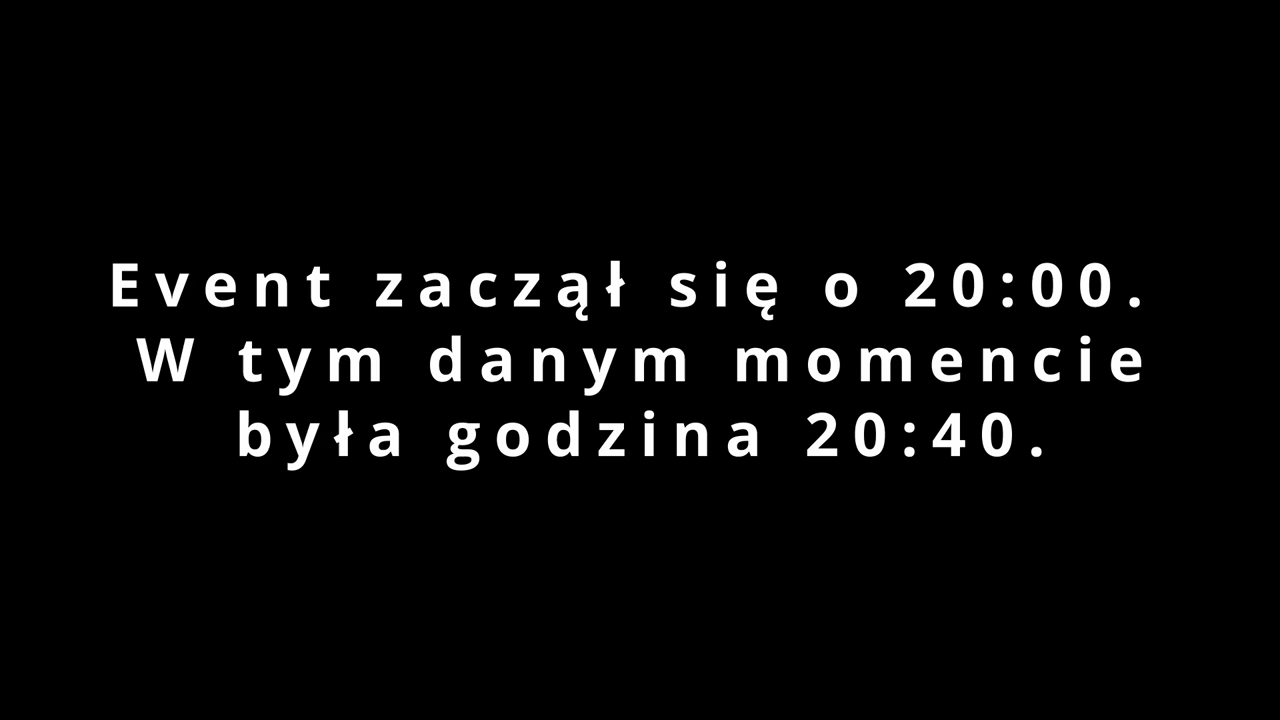 Event zaczął się o 20:00.
W tym danym momencie
była godzina 20:40.